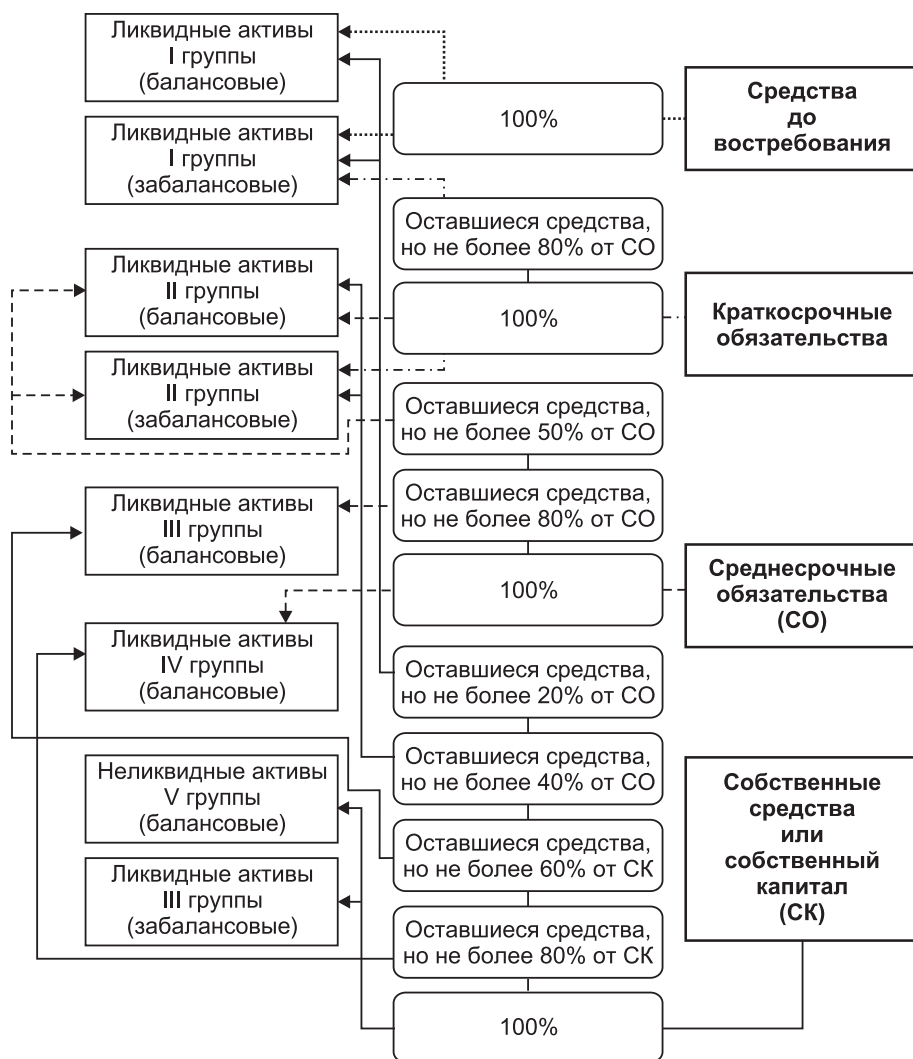 Ликвидные активы
I группы
(балансовые)
Ликвидные активы
I группы
(забалансовые)
Ликвидные активы
II группы
(балансовые)
Ликвидные активы
II группы
(забалансовые)
Ликвидные активы
III группы
(балансовые)
Ликвидные активы
IV группы
(балансовые)
Неликвидные активы
V группы
(балансовые)
Ликвидные активы
III группы
(забалансовые)
100%
Оставшиеся средства,
но не более 80% от СО
100%
Оставшиеся средства,
но не более 50% от СО
Оставшиеся средства,
но не более 80% от СО
100%
Оставшиеся средства,
но не более 20% от СО
Оставшиеся средства,
но не более 40% от СО
Оставшиеся средства,
но не более 60% от СК
Оставшиеся средства,
но не более 80% от СК
100%
Средства
до
востребования
Краткосрочные
обязательства
Среднесрочные
обязательства
(СО)
Собственные
средства
или
собственный
капитал
(СК)